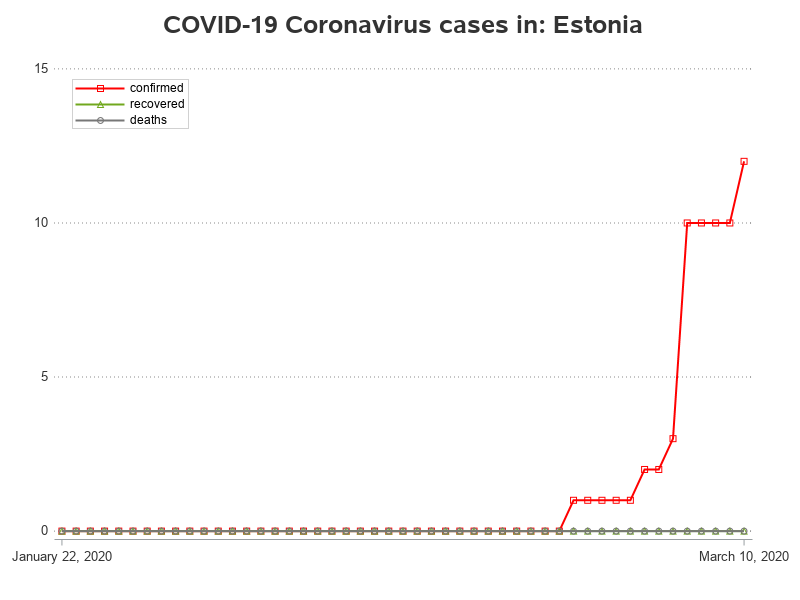 COVID-19 Coronavirus cases in: Estonia
15
confirmed
recovered
deaths
10
5
0
January 22, 2020
March 10, 2020